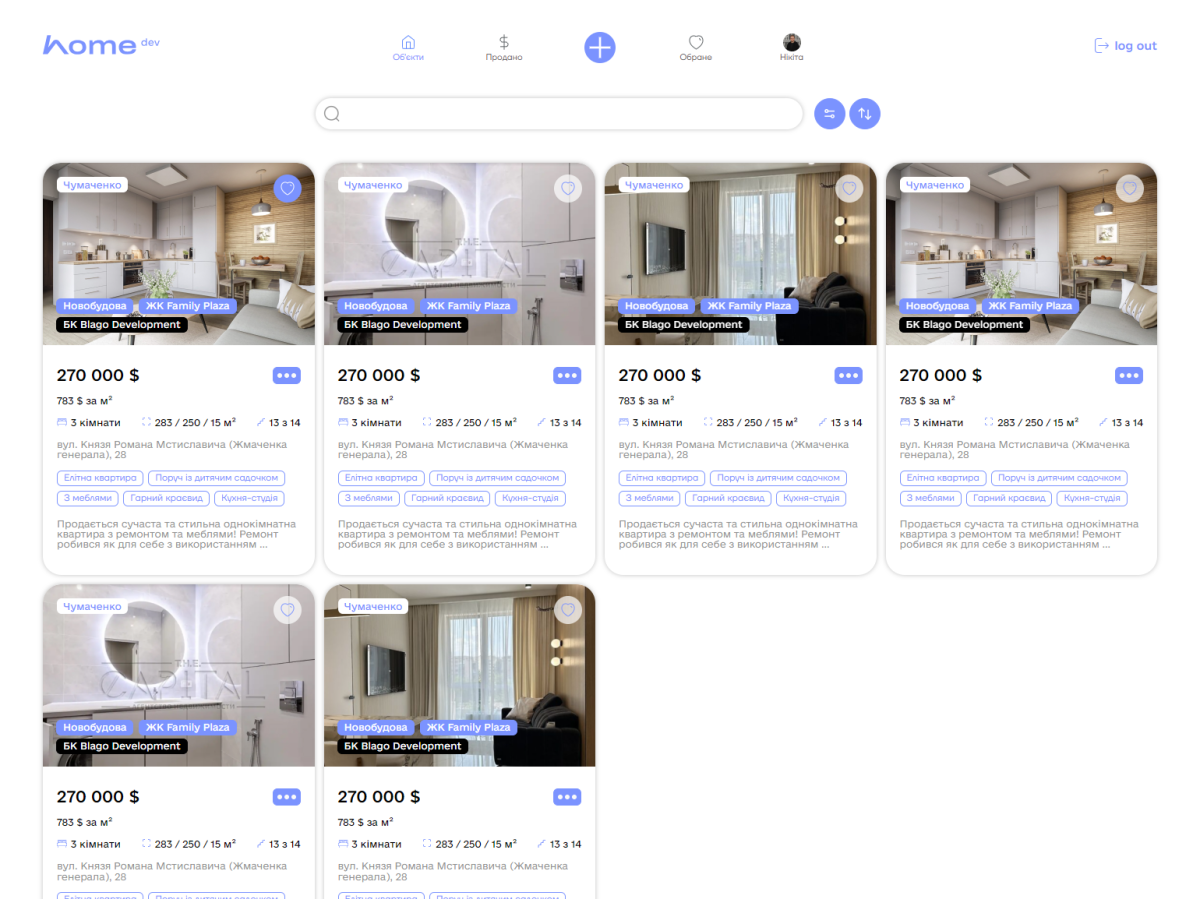 home dev
Об'єкти
Продано
Обране
Нікіта
log out
Чумаченко
Новобудова ЖК Family Plaza
БК Blago Development
270 000 $
783 $ за м²
3 кімнати 283 / 250 / 15 м² 13 з 14
вул. Князя Романа Мстиславича (Жмаченка
генерала), 28
Елітна квартира Поруч із дитячим садочком
З меблями Гарний краєвид Кухня-студія
Продається сучаста та стильна однокімнатна
квартира з ремонтом та меблями! Ремонт
робився як для себе з використанням ...
Чумаченко
T.H.E.
CAPITAL
Новобудова ЖК Family Plaza
БК Blago Development
270 000 $
783 $ за м²
3 кімнати 283 / 250 / 15 м² 13 з 14
вул. Князя Романа Мстиславича (Жмаченка
генерала), 28
Елітна квартира Поруч із дитячим садочком
З меблями Гарний краєвид Кухня-студія
Продається сучаста та стильна однокімнатна
квартира з ремонтом та меблями! Ремонт
робився як для себе з використанням ...
Чумаченко
Новобудова ЖК Family Plaza
БК Blago Development
270 000 $
783 $ за м²
3 кімнати 283 / 250 / 15 м² 13 з 14
вул. Князя Романа Мстиславича (Жмаченка
генерала), 28
Елітна квартира Поруч із дитячим садочком
З меблями Гарний краєвид Кухня-студія
Продається сучаста та стильна однокімнатна
квартира з ремонтом та меблями! Ремонт
робився як для себе з використанням ...
Чумаченко
Новобудова ЖК Family Plaza
БК Blago Development
270 000 $
783 $ за м²
3 кімнати 283 / 250 / 15 м² 13 з 14
вул. Князя Романа Мстиславича (Жмаченка
генерала), 28
Елітна квартира Поруч із дитячим садочком
З меблями Гарний краєвид Кухня-студія
Продається сучаста та стильна однокімнатна
квартира з ремонтом та меблями! Ремонт
робився як для себе з використанням ...
Чумаченко
T.H.E.
CAPITAL
Новобудова ЖК Family Plaza
БК Blago Development
270 000 $
783 $ за м²
3 кімнати 283 / 250 / 15 м² 13 з 14
вул. Князя Романа Мстиславича (Жмаченка
генерала), 28
Елітна квартира Поруч із дитячим садочком
Чумаченко
Новобудова ЖК Family Plaza
БК Blago Development
270 000 $
783 $ за м²
3 кімнати 283 / 250 / 15 м² 13 з 14
вул. Князя Романа Мстиславича (Жмаченка
генерала), 28
Елітна квартира Поруч із дитячим садочком